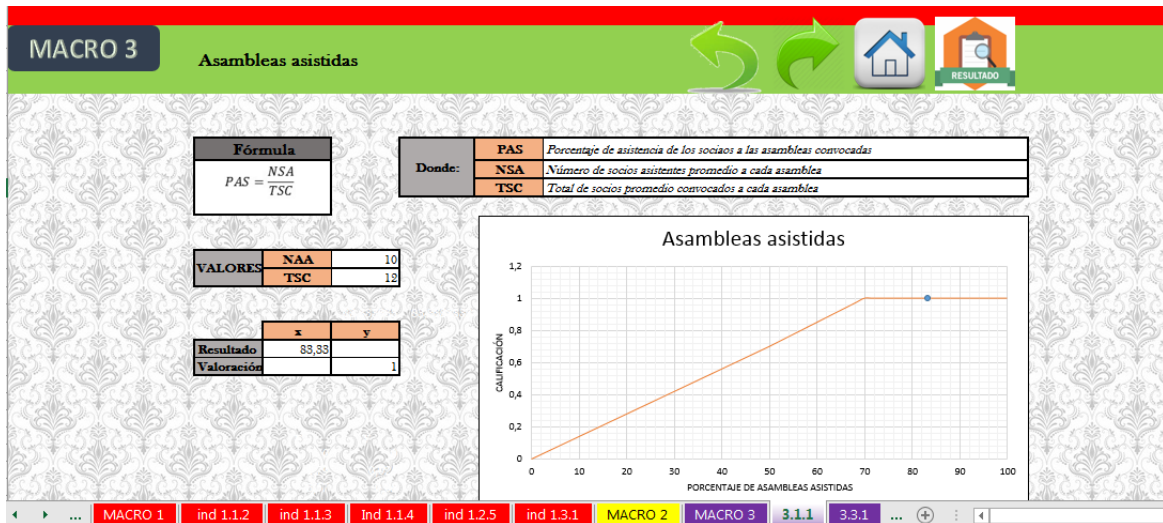 MACRO 3
Asambleas asistidas
RESULTADO
Fórmula
PAS = NSA
TSC
Donde:
PAS Porcentaje de asistencia de los sociaos a las asambleas convocadas
NSA Número de socios asistentes promedio a cada asamblea
TSC Total de socios promedio convocados a cada asamblea
VALORES
NAA 10
TSC 12
x y
Resultado 83,33
Valoración 1
Asambleas asistidas
1,2
1
0,8
0,6
0,4
0,2
0
CALIFICACIÓN
0 10 20 30 40 50 60 70 80 90 100
PORCENTAJE DE ASAMBLEAS ASISTIDAS
... MACRO 1 ind 1.1.2 ind 1.1.3 Ind 1.1.4 ind 1.2.5 ind 1.3.1 MACRO 2 MACRO 3 3.1.1 3.3.1 ...